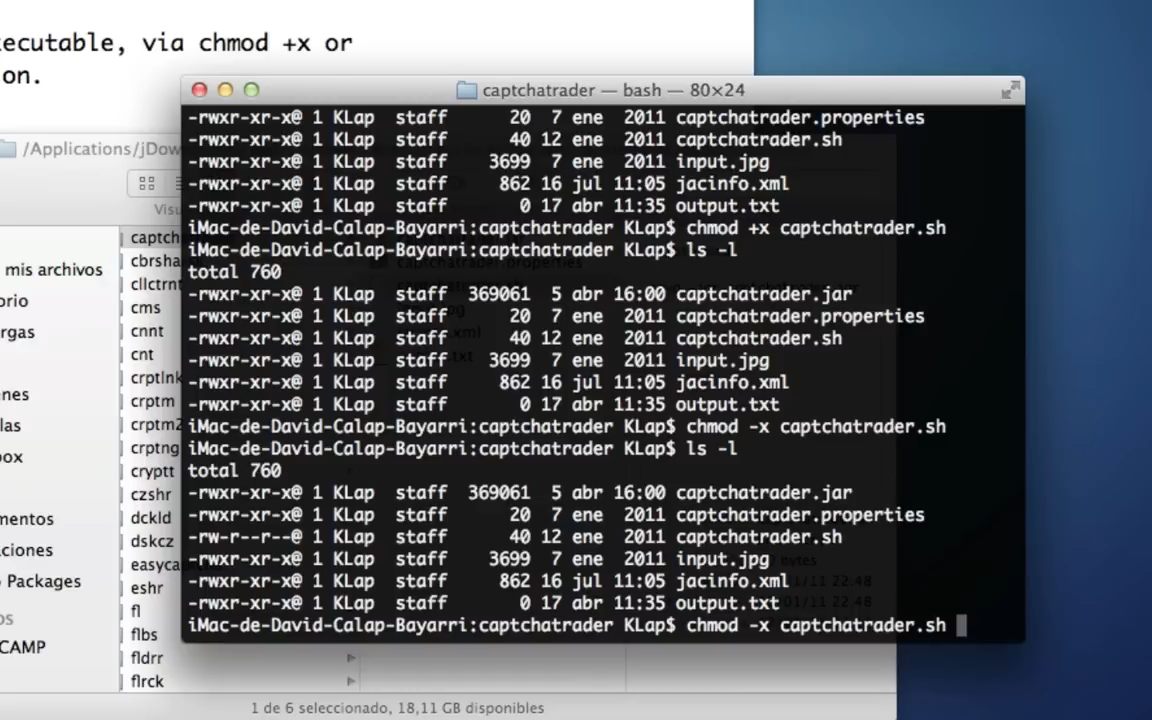 ecutable, via chmod +x or
on.
captchatrader — bash — 80×24
-rwxr-xr-x@ 1 KLap  staff      20  7 ene  2011 captchatrader.properties
-rwxr-xr-x@ 1 KLap  staff      40 12 ene  2011 captchatrader.sh
-rwxr-xr-x@ 1 KLap  staff    3699  7 ene  2011 input.jpg
-rwxr-xr-x@ 1 KLap  staff     862 16 jul 11:05 jacinfo.xml
-rwxr-xr-x@ 1 KLap  staff       0 17 abr 11:35 output.txt
iMac-de-David-Calap-Bayarri:captchatrader KLap$ chmod +x captchatrader.sh
iMac-de-David-Calap-Bayarri:captchatrader KLap$ ls -l
total 760
-rwxr-xr-x@ 1 KLap  staff  369061  5 abr 16:00 captchatrader.jar
-rwxr-xr-x@ 1 KLap  staff      20  7 ene  2011 captchatrader.properties
-rwxr-xr-x@ 1 KLap  staff      40 12 ene  2011 captchatrader.sh
-rwxr-xr-x@ 1 KLap  staff    3699  7 ene  2011 input.jpg
-rwxr-xr-x@ 1 KLap  staff     862 16 jul 11:05 jacinfo.xml
-rwxr-xr-x@ 1 KLap  staff       0 17 abr 11:35 output.txt
iMac-de-David-Calap-Bayarri:captchatrader KLap$ chmod -x captchatrader.sh
iMac-de-David-Calap-Bayarri:captchatrader KLap$ ls -l
total 760
-rwxr-xr-x@ 1 KLap  staff  369061  5 abr 16:00 captchatrader.jar
-rwxr-xr-x@ 1 KLap  staff      20  7 ene  2011 captchatrader.properties
-rw-r--r--@ 1 KLap  staff      40 12 ene  2011 captchatrader.sh
-rwxr-xr-x@ 1 KLap  staff    3699  7 ene  2011 input.jpg
-rwxr-xr-x@ 1 KLap  staff     862 16 jul 11:05 jacinfo.xml
-rwxr-xr-x@ 1 KLap  staff       0 17 abr 11:35 output.txt
iMac-de-David-Calap-Bayarri:captchatrader KLap$ chmod -x captchatrader.sh
/Applications/jDow
Visu
mis archivos
orio
rgas
nes
las
ox
mentos
aciones
Packages
os
CAMP
captch
cbrsh
cllctrnt
cms
cnnt
cnt
crptlnk
crptm
crptm2
crptng
cryptt
czshr
dckld
dskcz
easycap
eshr
fl
flbs
fldrr
flrck
1 de 6 seleccionado, 18,11 GB disponibles